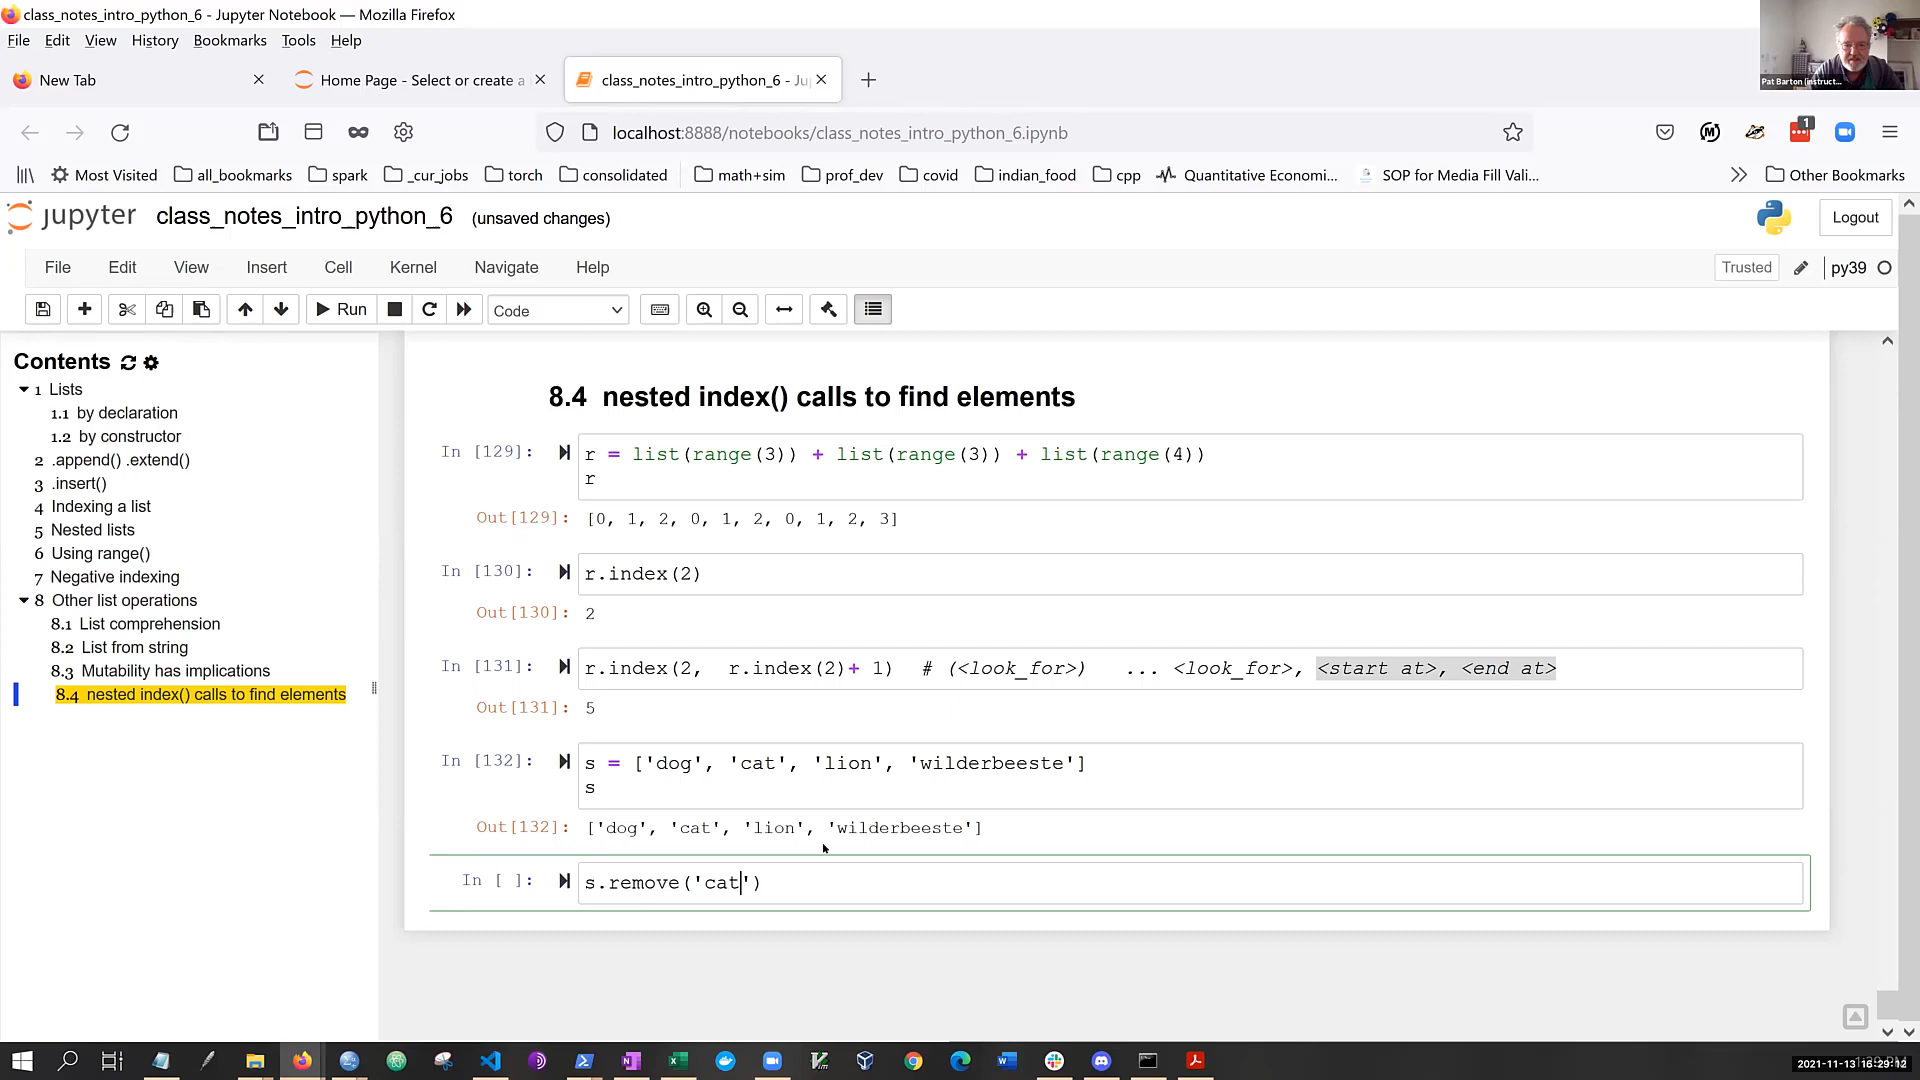 class_notes_intro_python_6 - Jupyter Notebook — Mozilla Firefox
File Edit View History Bookmarks Tools Help
New Tab
Home Page - Select or create a
class_notes_intro_python_6 - Ju
Pat Barton (instruct...
localhost:8888/notebooks/class_notes_intro_python_6.ipynb
1
Most Visited all_bookmarks spark _cur_jobs torch consolidated math+sim prof_dev covid indian_food cpp Quantitative Economi... SOP for Media Fill Vali... Other Bookmarks
jupyter class_notes_intro_python_6 (unsaved changes)
Logout
File Edit View Insert Cell Kernel Navigate Help
Trusted py39
Run Code
Contents
1 Lists
1.1 by declaration
1.2 by constructor
2 .append() .extend()
3 .insert()
4 Indexing a list
5 Nested lists
6 Using range()
7 Negative indexing
8 Other list operations
8.1 List comprehension
8.2 List from string
8.3 Mutability has implications
8.4 nested index() calls to find elements
8.4 nested index() calls to find elements
In [129]: r = list(range(3)) + list(range(3)) + list(range(4))
r
Out[129]: [0, 1, 2, 0, 1, 2, 0, 1, 2, 3]
In [130]: r.index(2)
Out[130]: 2
In [131]: r.index(2, r.index(2)+ 1) # (<look_for>) ... <look_for>, <start at>, <end at>
Out[131]: 5
In [132]: s = ['dog', 'cat', 'lion', 'wilderbeeste']
s
Out[132]: ['dog', 'cat', 'lion', 'wilderbeeste']
In [ ]: s.remove('cat')
2021-11-13 16:29:12